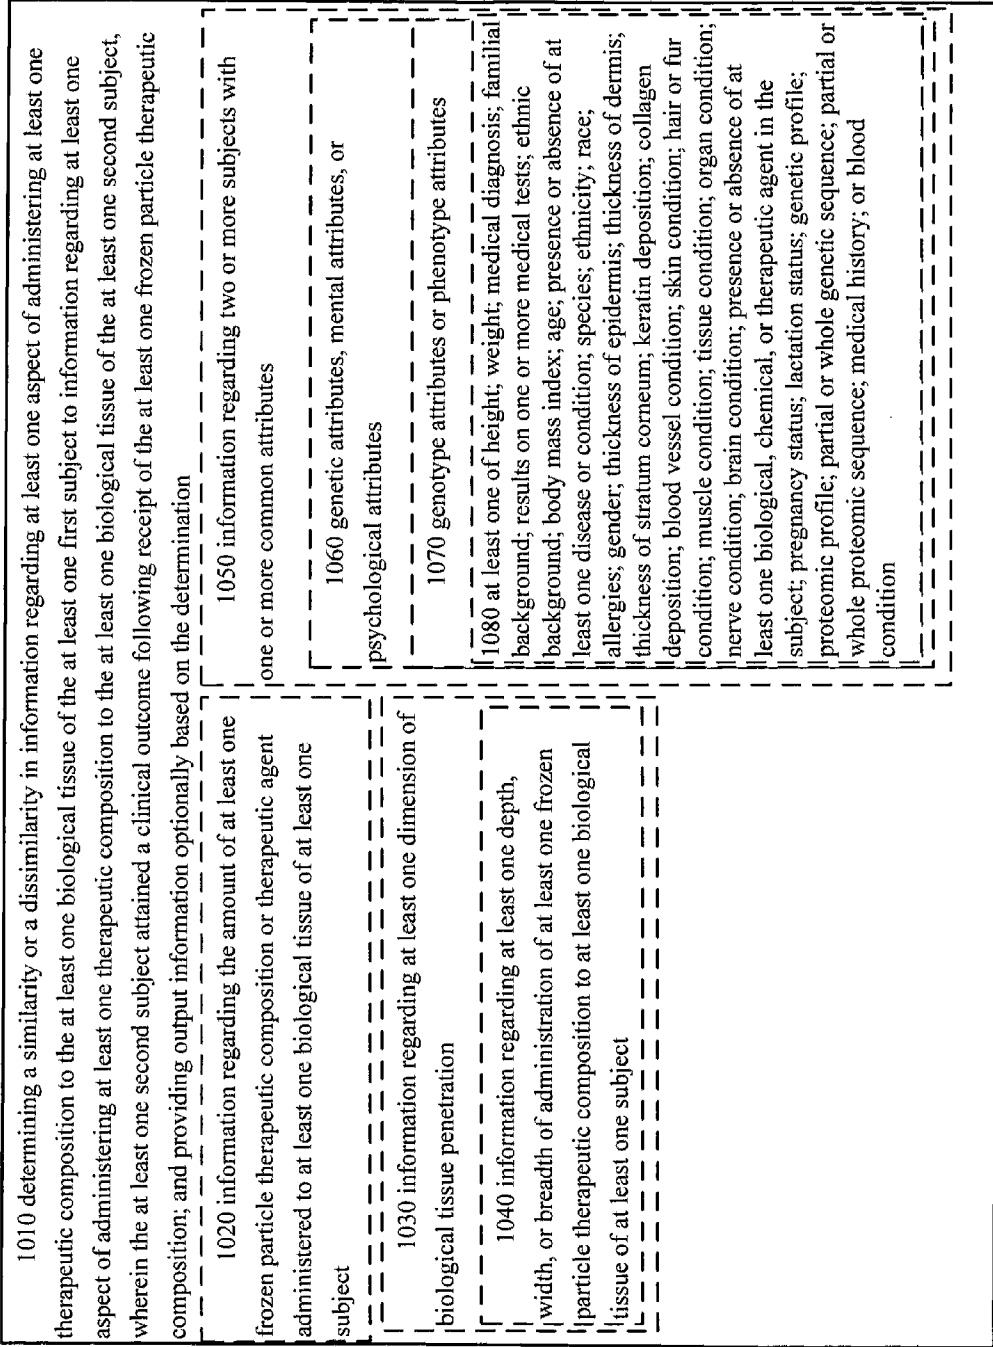 1010 determining a similarity or a dissimilarity in information regarding at least one aspect of administering at least one
therapeutic composition to the at least one biological tissue of the at least one first subject to information regarding at least one
aspect of administering at least one therapeutic composition to the at least one biological tissue of the at least one second subject,
wherein the at least one second subject attained a clinical outcome following receipt of the at least one frozen particle therapeutic
composition; and providing output information optionally based on the determination
1020 information regarding the amount of at least one
frozen particle therapeutic composition or therapeutic agent
administered to at least one biological tissue of at least one
subject
1030 information regarding at least one dimension of
biological tissue penetration
1040 information regarding at least one depth,
width, or breadth of administration of at least one frozen
particle therapeutic composition to at least one biological
tissue of at least one subject
1050 information regarding two or more subjects with
one or more common attributes
1060 genetic attributes, mental attributes, or
psychological attributes
1070 genotype attributes or phenotype attributes
1080 at least one of height; weight; medical diagnosis; familial
background; results on one or more medical tests; ethnic
background; body mass index; age; presence or absence of at
least one disease or condition; species; ethnicity; race;
allergies; gender; thickness of epidermis; thickness of dermis;
thickness of stratum corneum; keratin deposition; collagen
deposition; blood vessel condition; skin condition; hair or fur
condition; muscle condition; tissue condition; organ condition;
nerve condition; brain condition; presence or absence of at
least one biological, chemical, or therapeutic agent in the
subject; pregnancy status; lactation status; genetic profile;
proteomic profile; partial or whole genetic sequence; partial or
whole proteomic sequence; medical history; or blood
condition